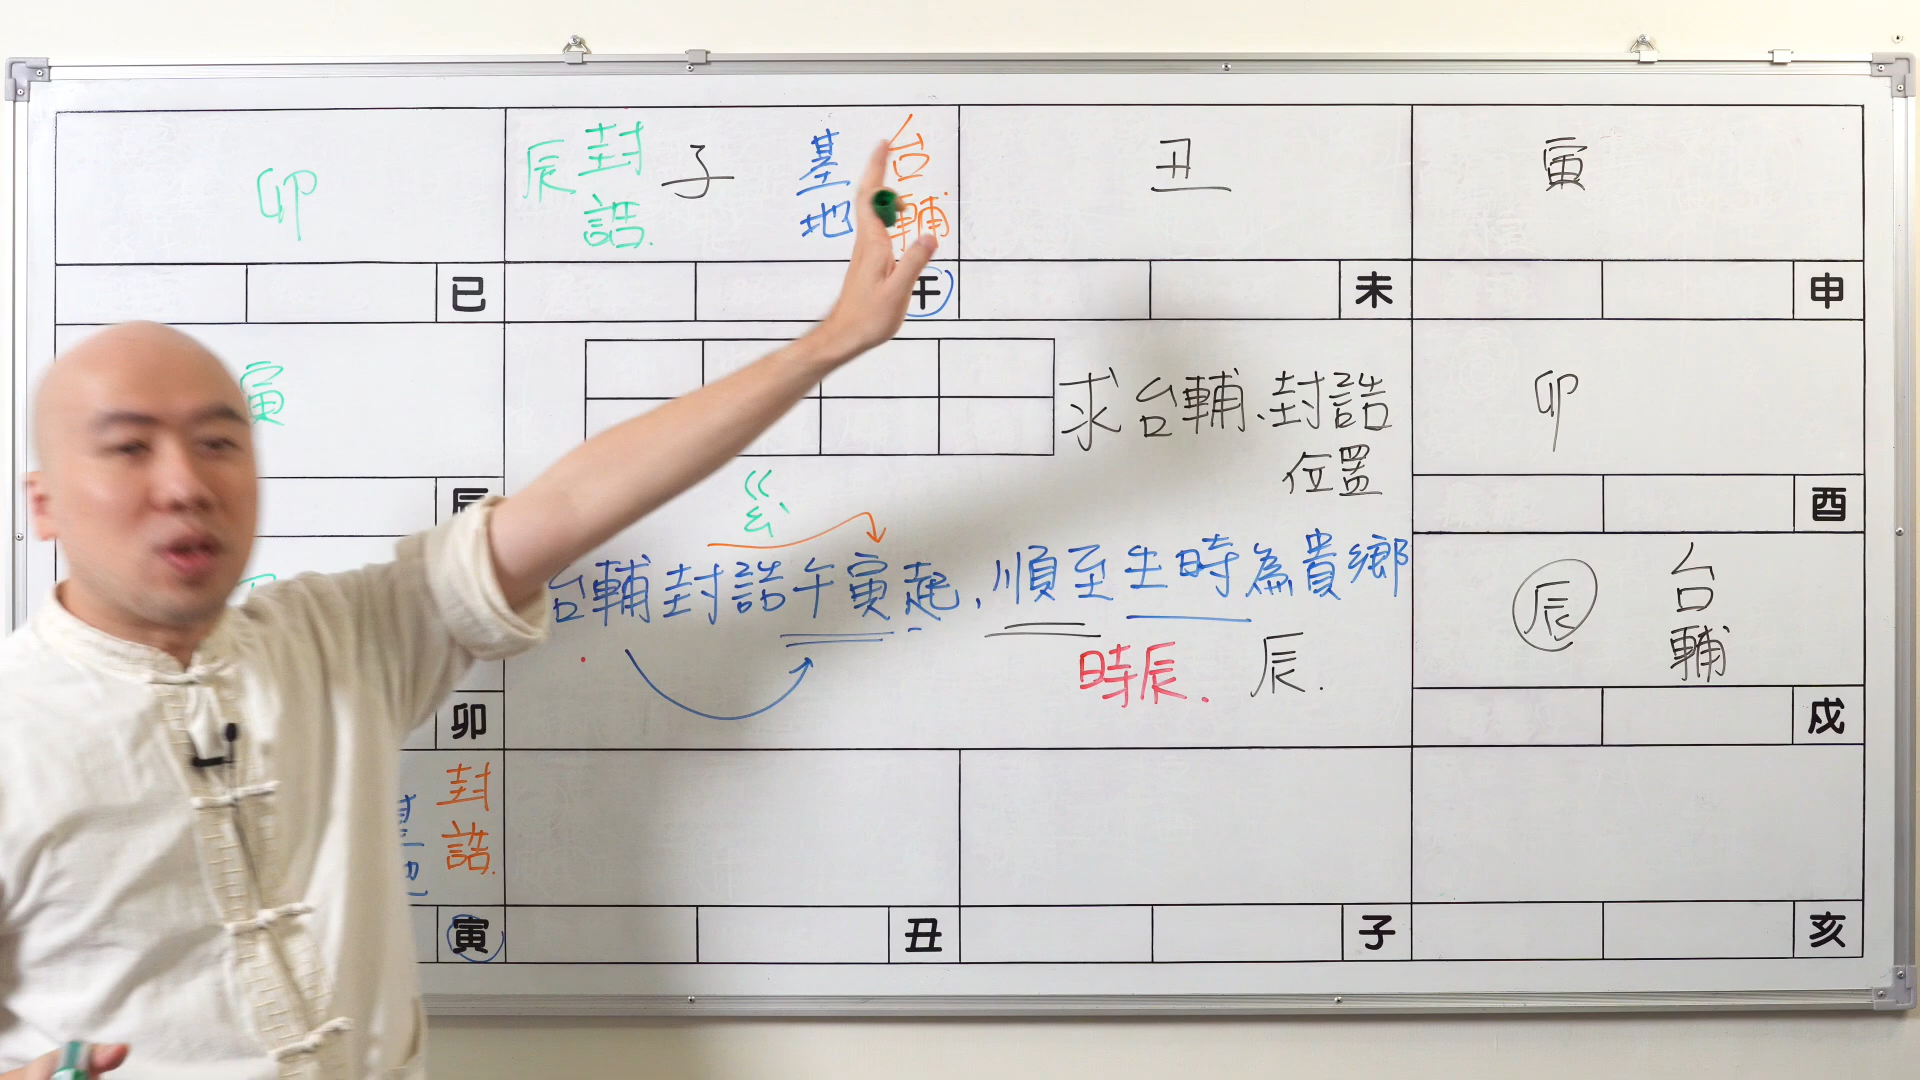 卯
辰
封誥
子
基地
台輔
丑
寅
巳
午
未
申
寅
求台輔、封誥
位置
卯
辰
酉
ㄍㄠˋ
台輔封誥午寅起,順至生時為貴鄉
時辰.
辰.
辰
台輔
卯
戌
封誥.
寅
丑
子
亥